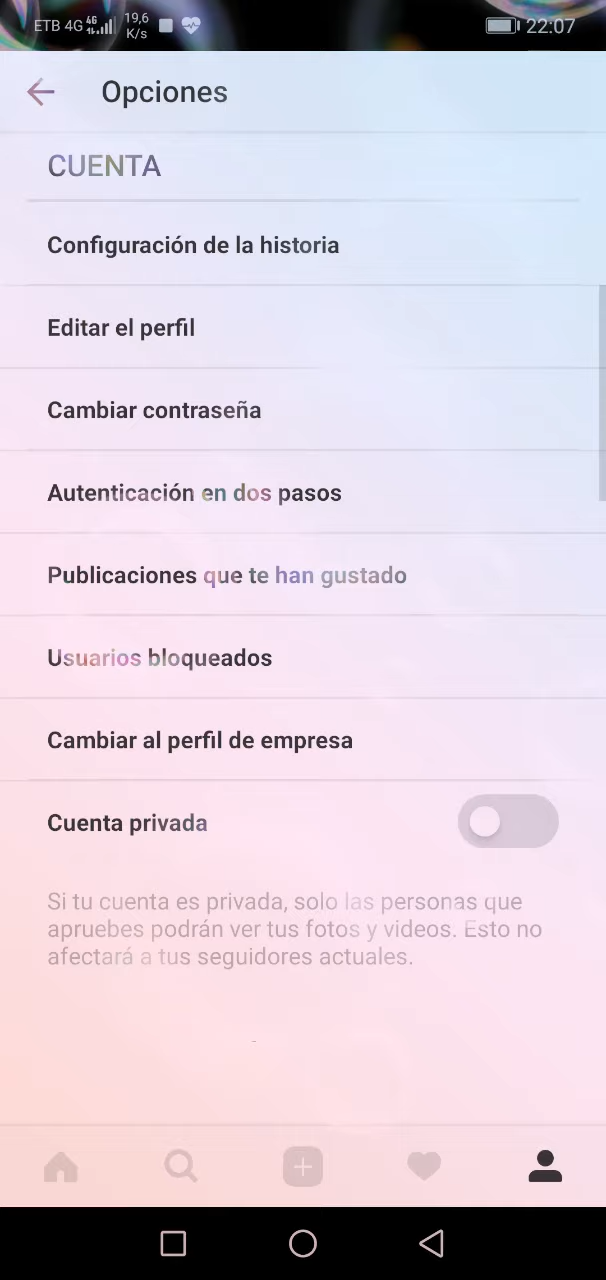 ETB 4G 4G 19,6 K/s 22:07
Opciones
CUENTA
Configuración de la historia
Editar el perfil
Cambiar contraseña
Autenticación en dos pasos
Publicaciones que te han gustado
Usuarios bloqueados
Cambiar al perfil de empresa
Cuenta privada
Si tu cuenta es privada, solo las personas que
apruebes podrán ver tus fotos y videos. Esto no
afectará a tus seguidores actuales.